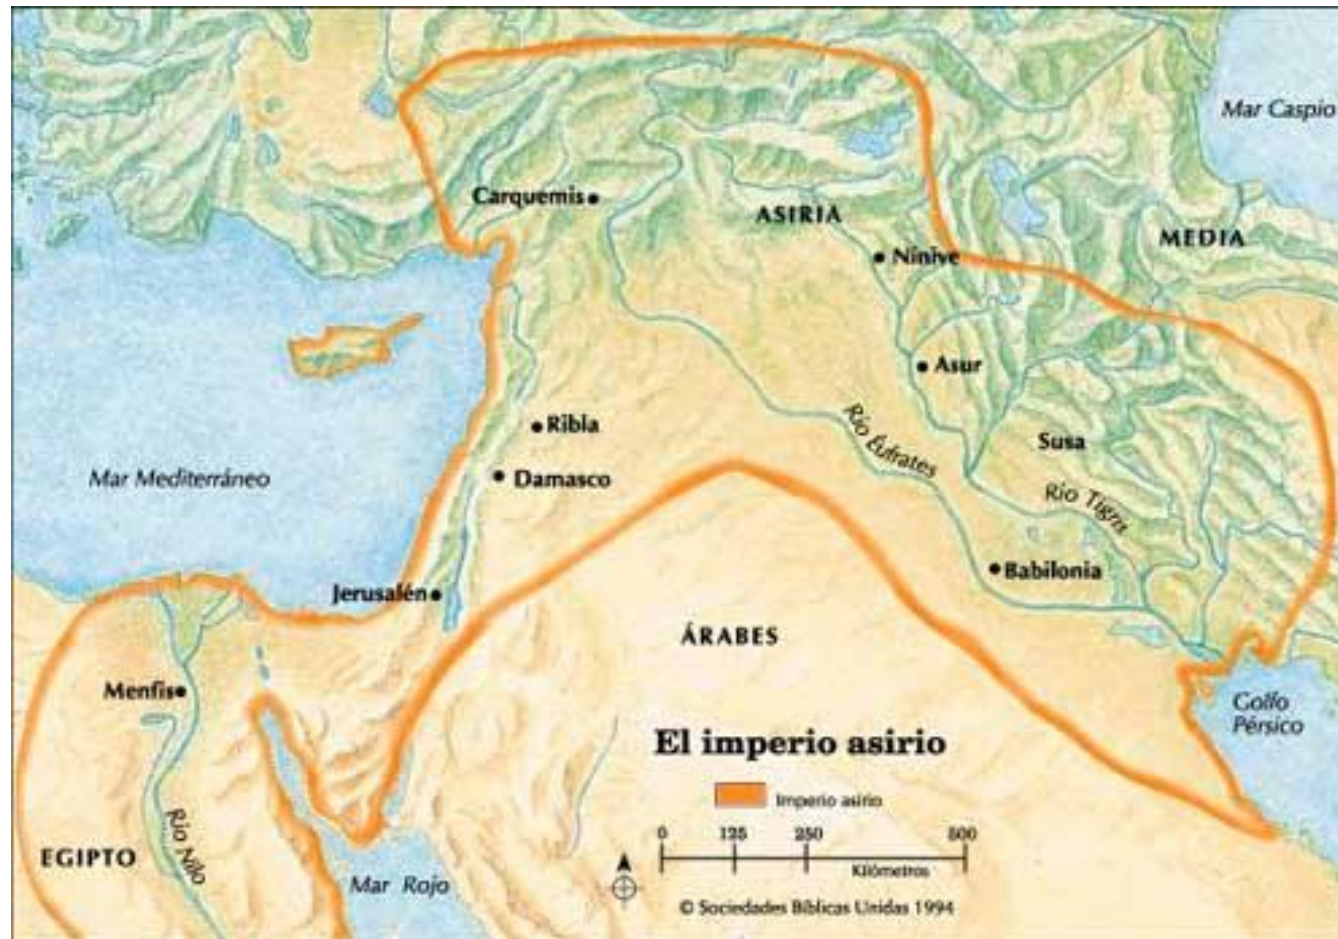 Mar Caspio
Carquemis
ASIRIA
MEDIA
Nínive
Asur
Ribla
Río Éufrates
Susa
Mar Mediterráneo
Damasco
Río Tigris
Babilonia
Jerusalén
ÁRABES
Menfis
Golfo
Pérsico
El imperio asirio
Imperio asirio
0 125 250 500
Kilómetros
Río Nilo
EGIPTO
Mar Rojo
© Sociedades Bíblicas Unidas 1994